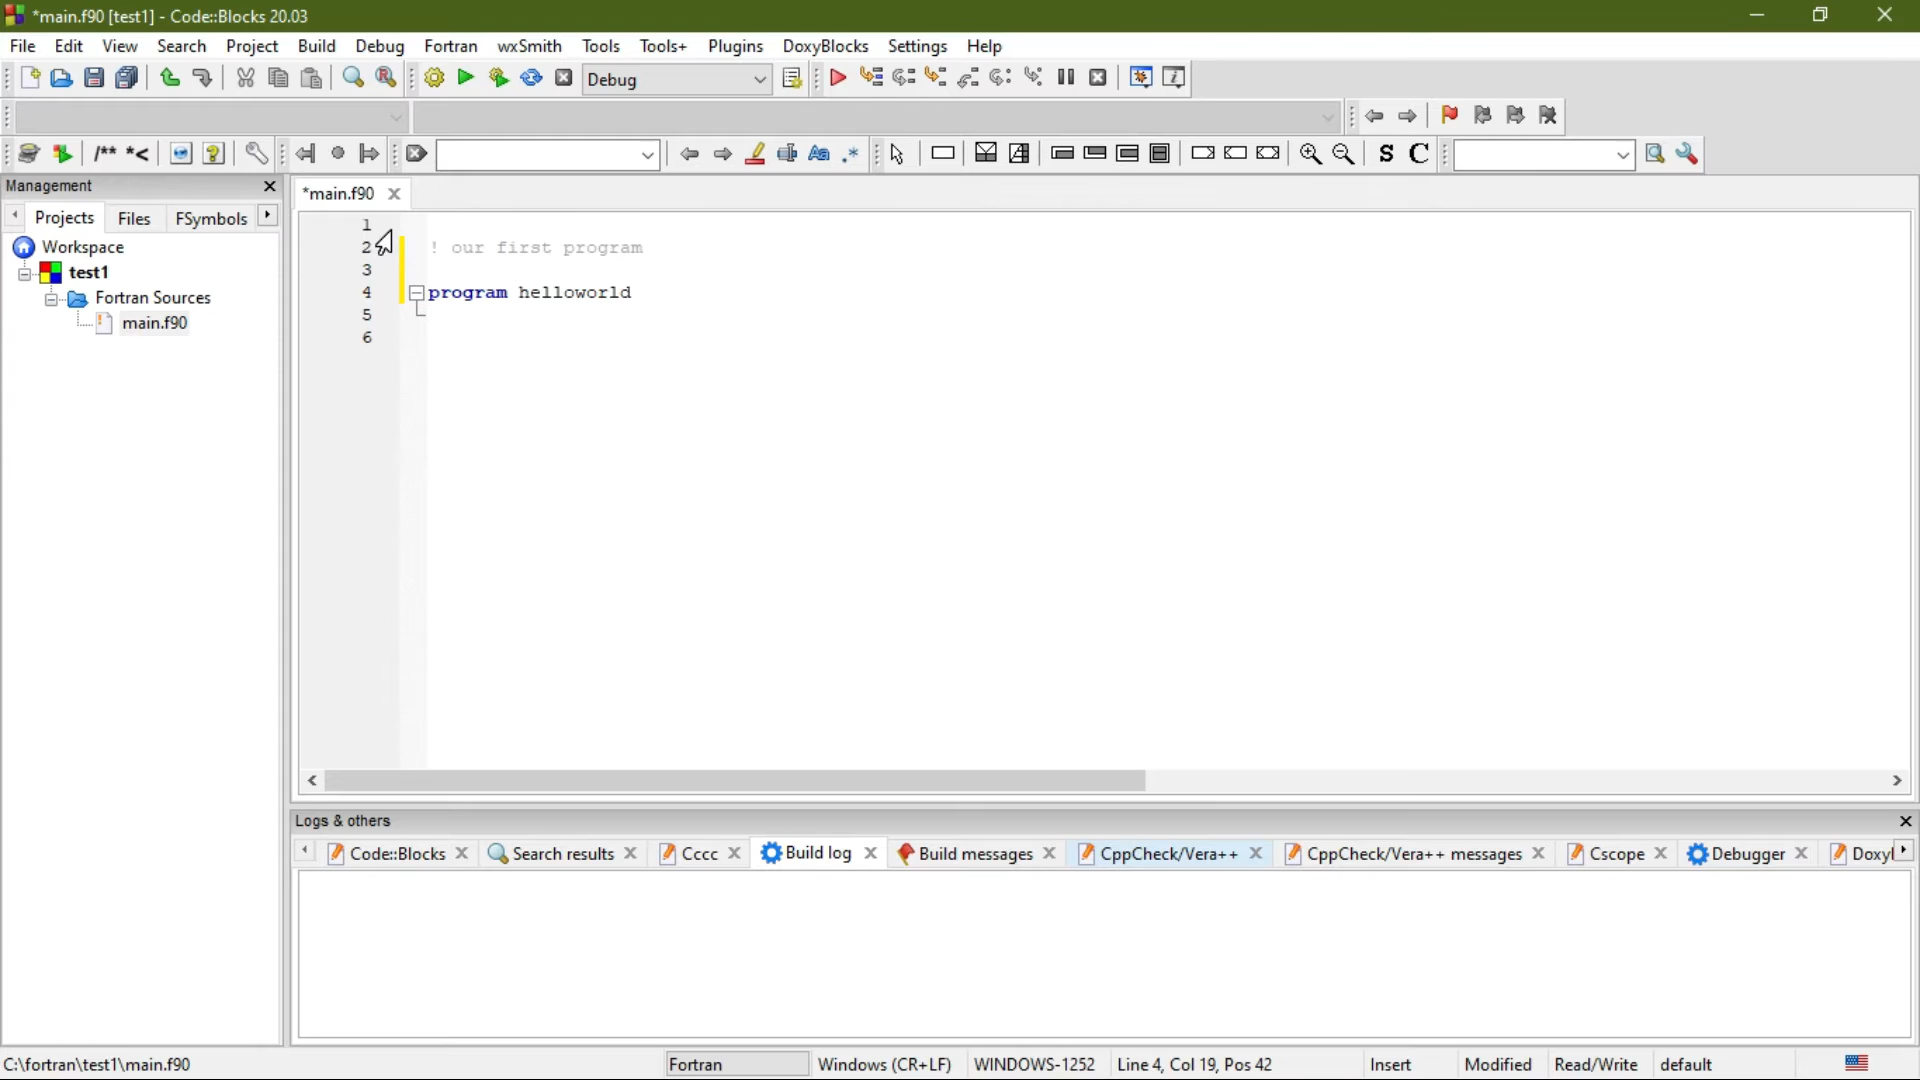 *main.f90 [test1] - Code::Blocks 20.03
File Edit View Search Project Build Debug Fortran wxSmith Tools Tools+ Plugins DoxyBlocks Settings Help
Debug
/** *< Aa .* S C
Management
*main.f90
Projects Files FSymbols
Workspace
test1
Fortran Sources
main.f90
1
2 ! our first program
3
4 program helloworld
5
6
Logs & others
Code::Blocks Search results Cccc Build log Build messages CppCheck/Vera++ CppCheck/Vera++ messages Cscope Debugger Doxyl
C:\fortran\test1\main.f90 Fortran Windows (CR+LF) WINDOWS-1252 Line 4, Col 19, Pos 42 Insert Modified Read/Write default